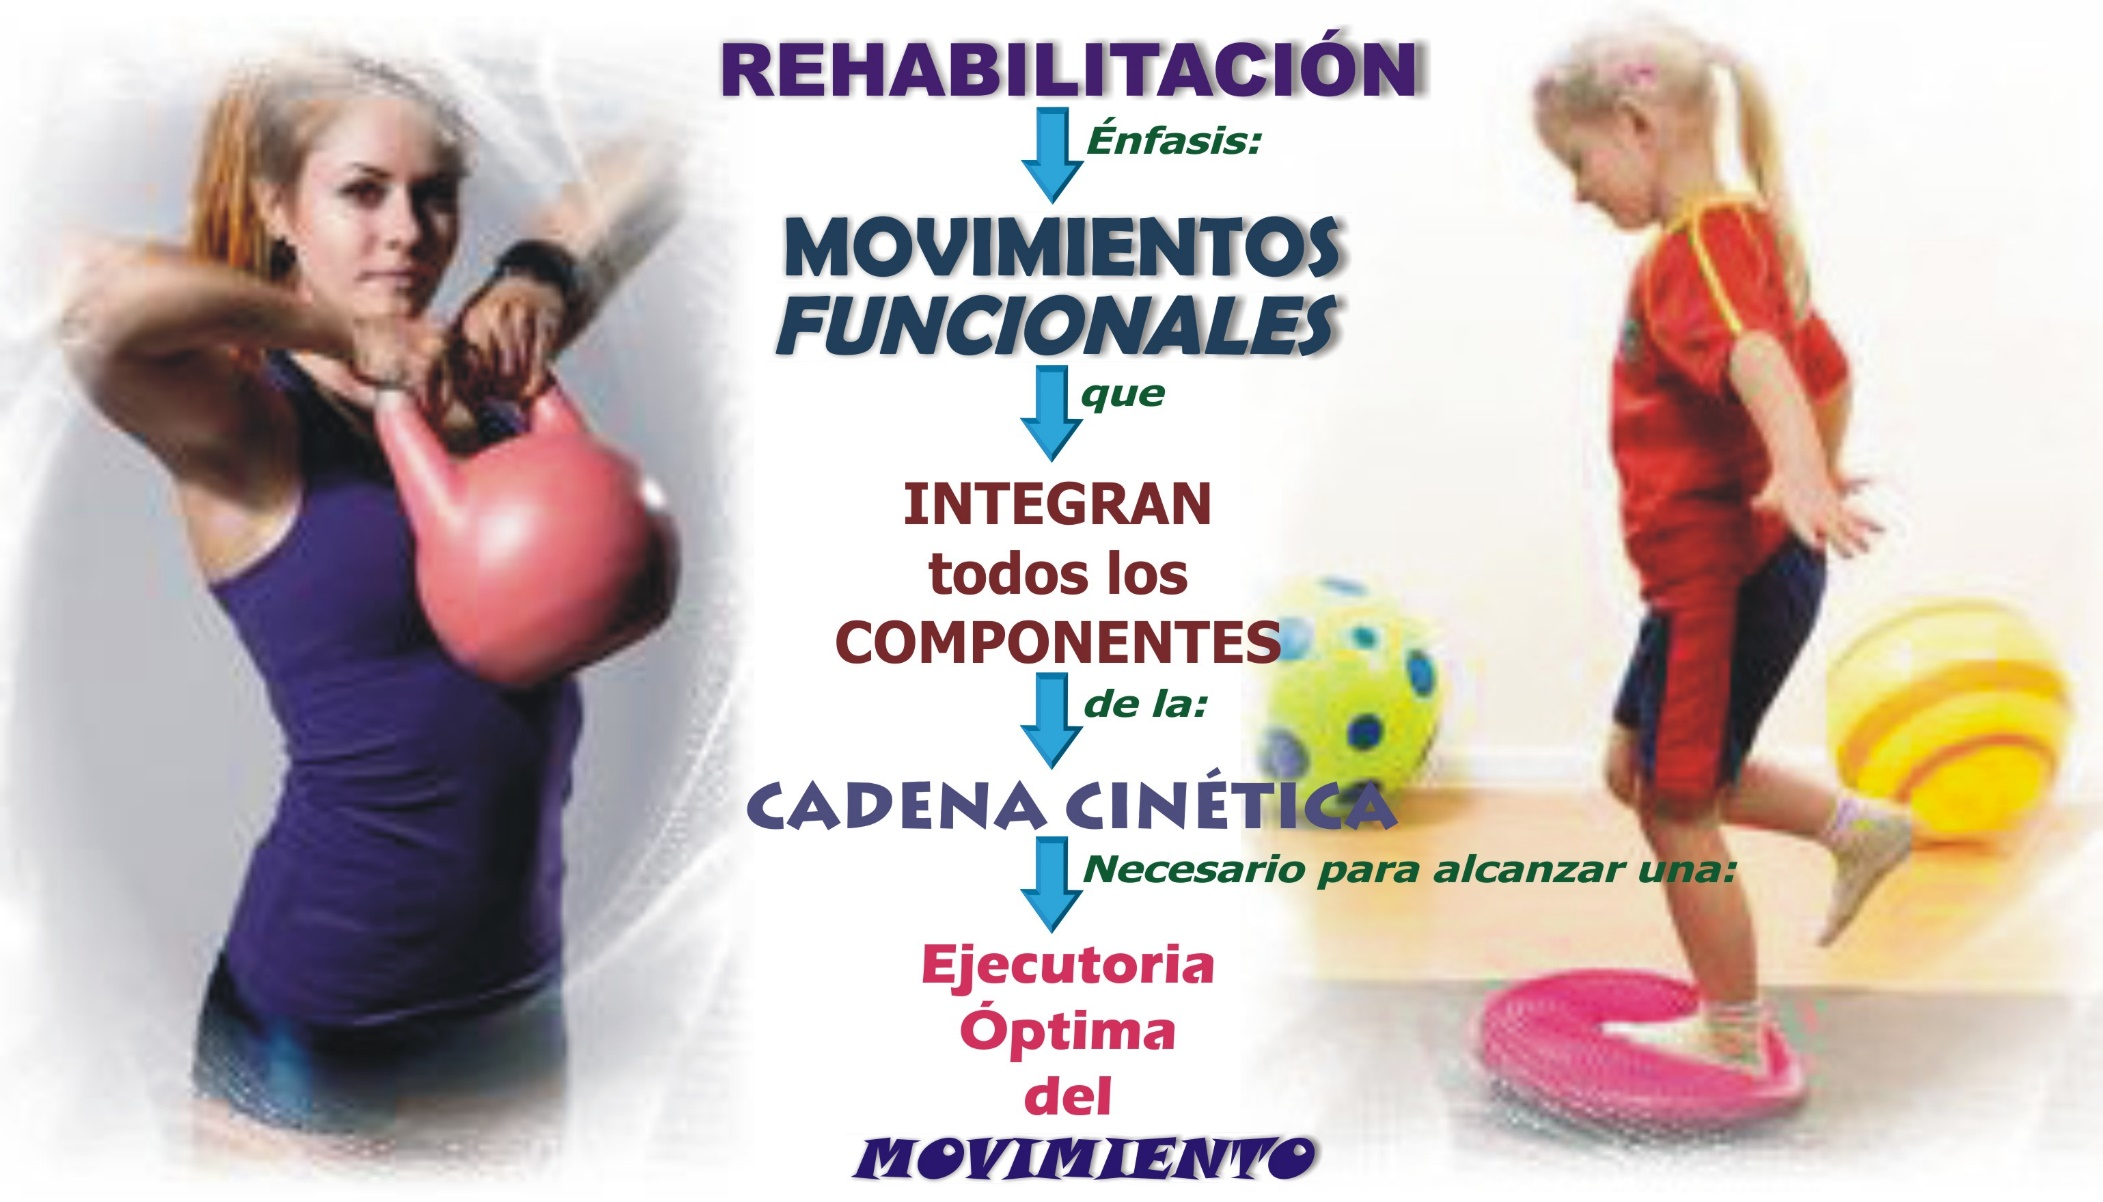 REHABILITACIÓN
Énfasis:
MOVIMIENTOS
FUNCIONALES
que
INTEGRAN
todos los
COMPONENTES
de la:
CADENA CINÉTICA
Necesario para alcanzar una:
Ejecutoria
Óptima
del
MOVIMIENTO